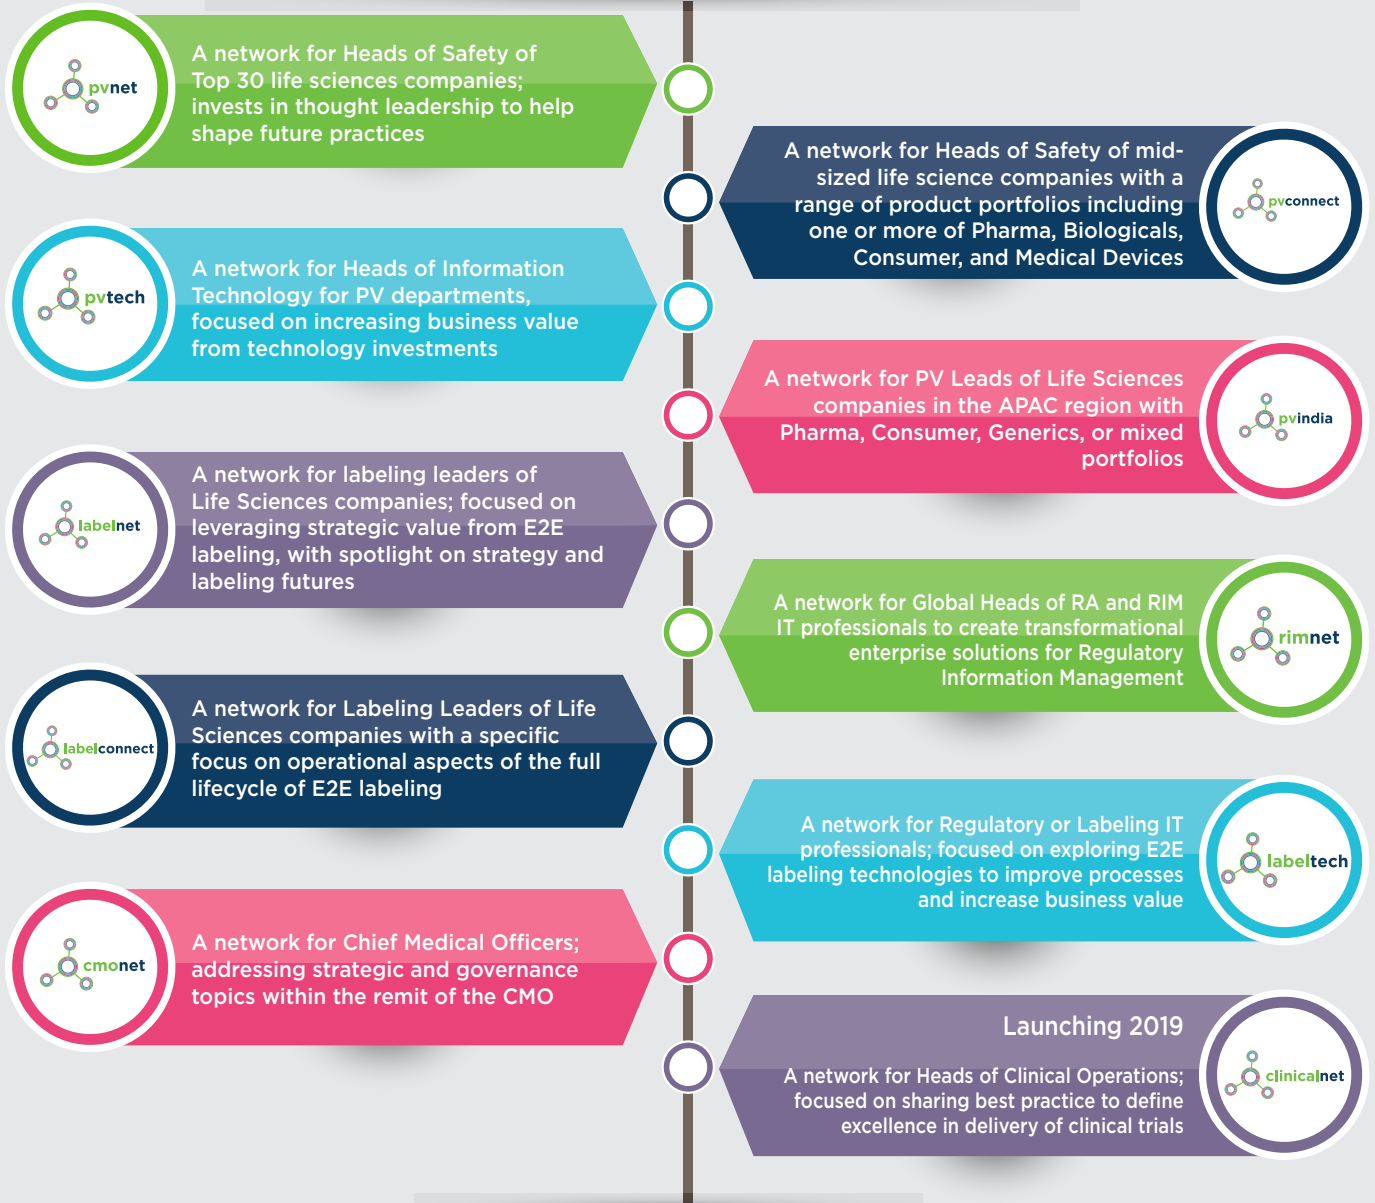 pvnet
A network for Heads of Safety of
Top 30 life sciences companies;
invests in thought leadership to help
shape future practices
A network for Heads of Safety of mid-
sized life science companies with a
range of product portfolios including
one or more of Pharma, Biologicals,
Consumer, and Medical Devices
pvconnect
pvtech
A network for Heads of Information
Technology for PV departments,
focused on increasing business value
from technology investments
A network for PV Leads of Life Sciences
companies in the APAC region with
Pharma, Consumer, Generics, or mixed
portfolios
pvindia
labelnet
A network for labeling leaders of
Life Sciences companies; focused on
leveraging strategic value from E2E
labeling, with spotlight on strategy and
labeling futures
A network for Global Heads of RA and RIM
IT professionals to create transformational
enterprise solutions for Regulatory
Information Management
rimnet
labelconnect
A network for Labeling Leaders of Life
Sciences companies with a specific
focus on operational aspects of the full
lifecycle of E2E labeling
A network for Regulatory or Labeling IT
professionals; focused on exploring E2E
labeling technologies to improve processes
and increase business value
labeltech
cmonet
A network for Chief Medical Officers;
addressing strategic and governance
topics within the remit of the CMO
Launching 2019
A network for Heads of Clinical Operations;
focused on sharing best practice to define
excellence in delivery of clinical trials
clinicalnet